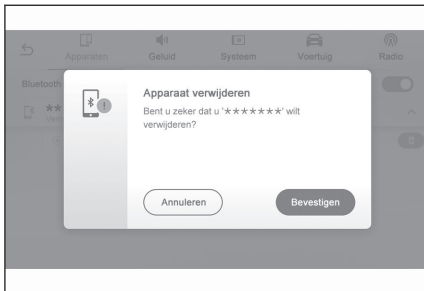 Apparaten Geluid Systeem Voertuig Radio
Bluetooth
**
Apparaat verwijderen
Bent u zeker dat u '*******' wilt
verwijderen?
Annuleren Bevestigen